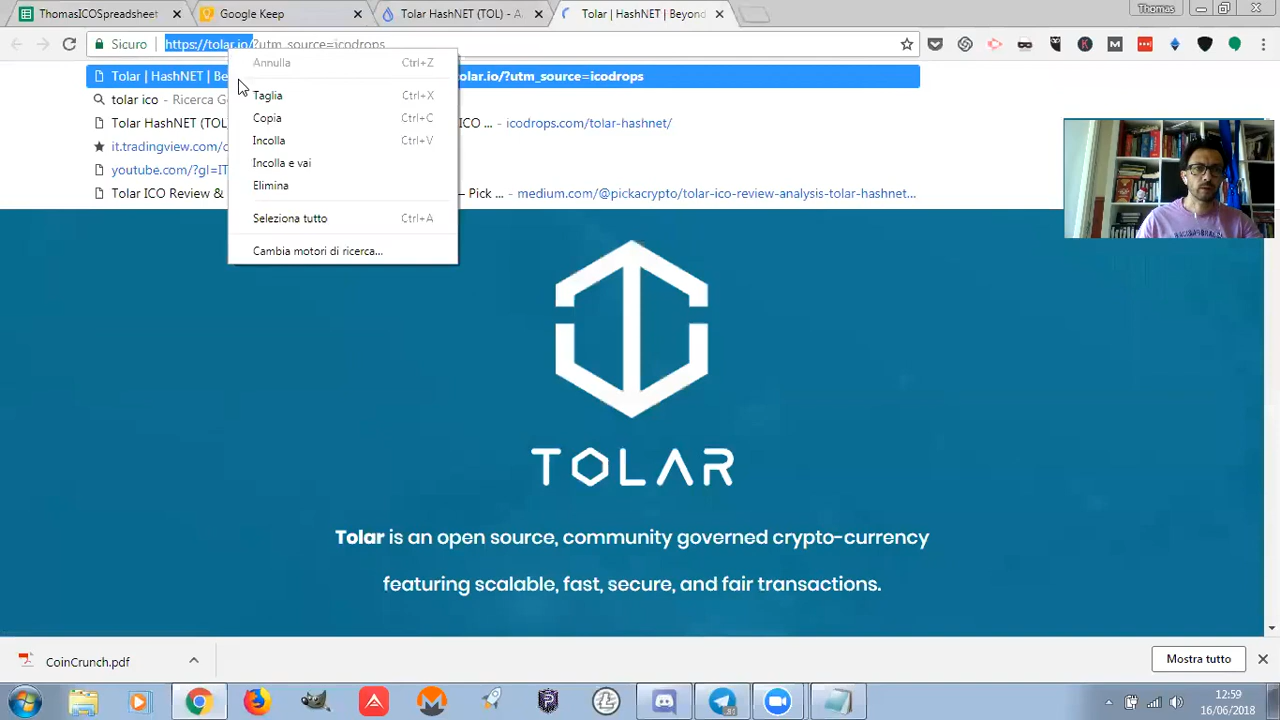 ThomasICOSpreadsheet
Google Keep
Tolar HashNET (TOL) - A
Tolar | HashNET | Beyond
Thomas
Sicuro
https://tolar.io/?utm_source=icodrops
Tolar | HashNET | Be
tolar.io/?utm_source=icodrops
tolar ico - Ricerca G
Tolar HashNET (TOL)
ICO ... - icodrops.com/tolar-hashnet/
it.tradingview.com/c
youtube.com/?gl=IT
Tolar ICO Review &
– Pick ... - medium.com/@pickacrypto/tolar-ico-review-analysis-tolar-hashnet...
Annulla Ctrl+Z
Taglia Ctrl+X
Copia Ctrl+C
Incolla Ctrl+V
Incolla e vai
Elimina
Seleziona tutto Ctrl+A
Cambia motori di ricerca...
TOLAR
Tolar is an open source, community governed crypto-currency
featuring scalable, fast, secure, and fair transactions.
CoinCrunch.pdf
Mostra tutto
12:59
16/06/2018